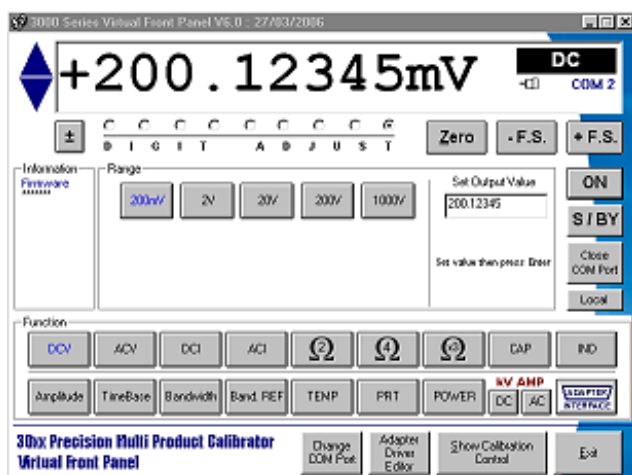 3000 Series Virtual Front Panel V6.0 : 27/03/2006
+200.12345mV
DC
COM 2
±
DIGIT ADJUST
Zero
- F.S.
+ F.S.
Information
Firmware
Range
200mV
2V
20V
200V
1000V
Set Output Value
200.12345
Set value then press Enter
ON
S / BY
Close
COM Port
Local
Function
DCV
ACV
DCI
ACI
Ω2
Ω4
Ω
CAP
IND
Amplitude
TimeBase
Bandwidth
Band. REF
TEMP
PRT
POWER
kV AMP
DC
AC
ADAPTER
INTERFACE
30xx Precision Multi Product Calibrator
Virtual Front Panel
Change
COM Port
Adapter
Driver
Editor
Show Calibration
Control
Exit